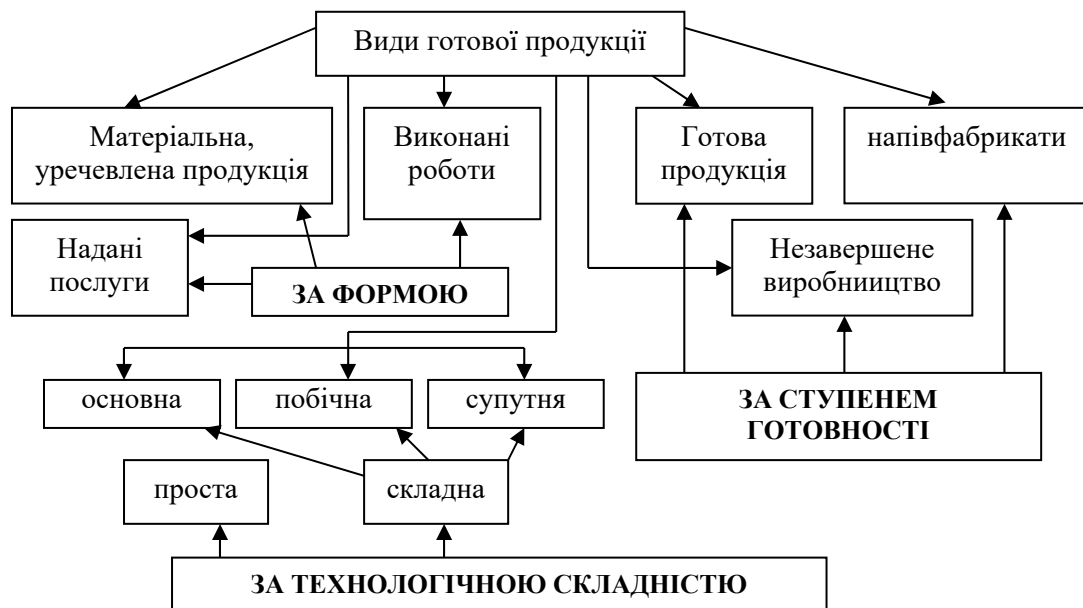 Види готової продукції
Матеріальна,
уречевлена продукція
Виконані
роботи
Готова
продукція
напівфабрикати
Надані
послуги
ЗА ФОРМОЮ
Незавершене
виробниицтво
основна
побічна
супутня
ЗА СТУПЕНЕМ
ГОТОВНОСТІ
проста
складна
ЗА ТЕХНОЛОГІЧНОЮ СКЛАДНІСТЮ